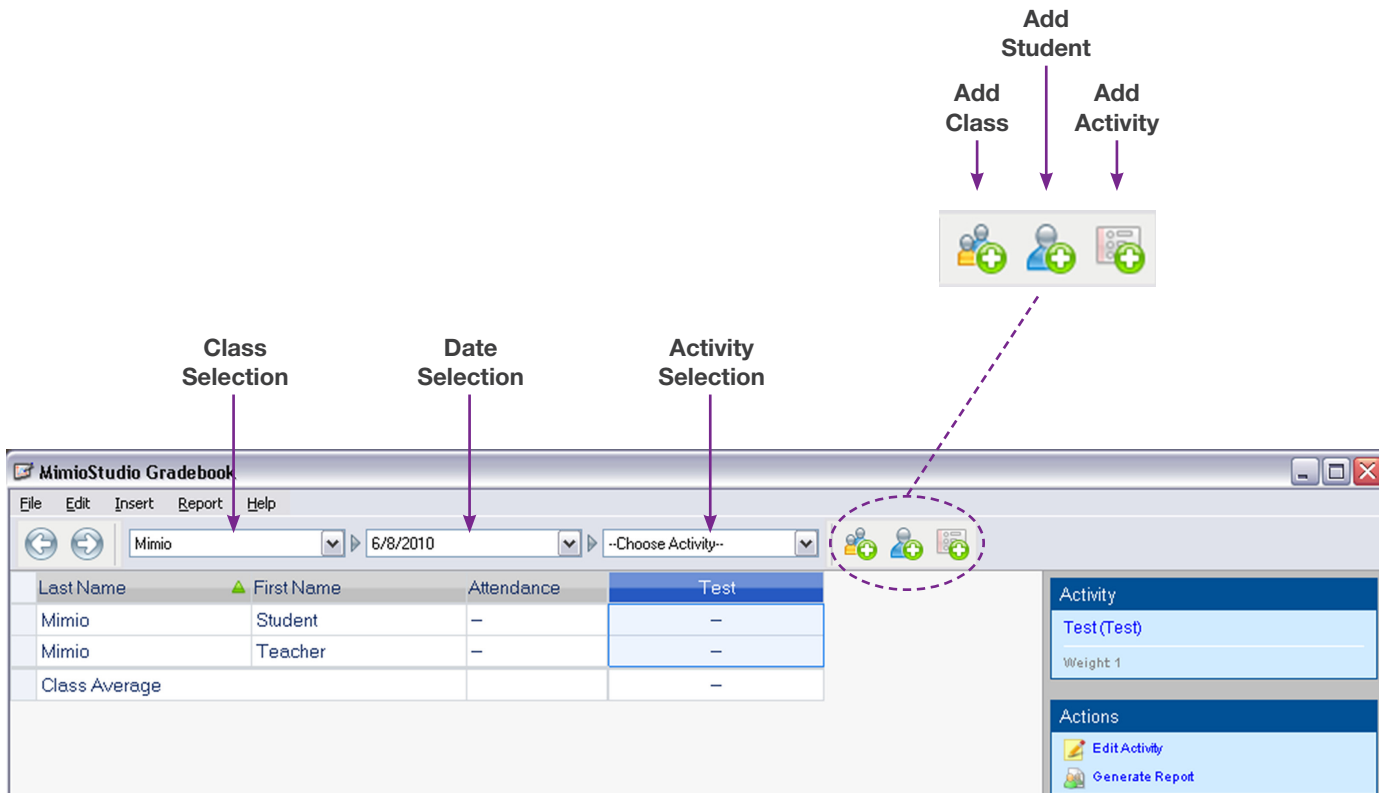 Add
Student
Add
Class
Add
Activity
Class
Selection
Date
Selection
Activity
Selection
MimioStudio Gradebook
File Edit Insert Report Help
Mimio 6/8/2010 --Choose Activity--
Last Name First Name Attendance Test
Mimio Student – –
Mimio Teacher – –
Class Average –
Activity
Test (Test)
Weight 1
Actions
Edit Activity
Generate Report